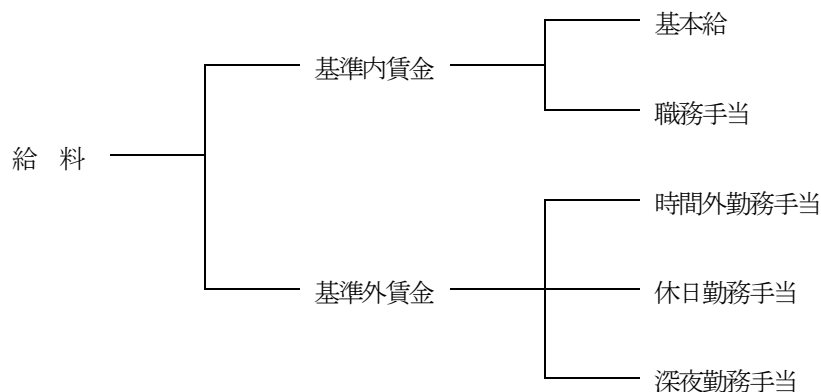 基本給
基準内賃金
職務手当
給 料
時間外勤務手当
基準外賃金
休日勤務手当
深夜勤務手当